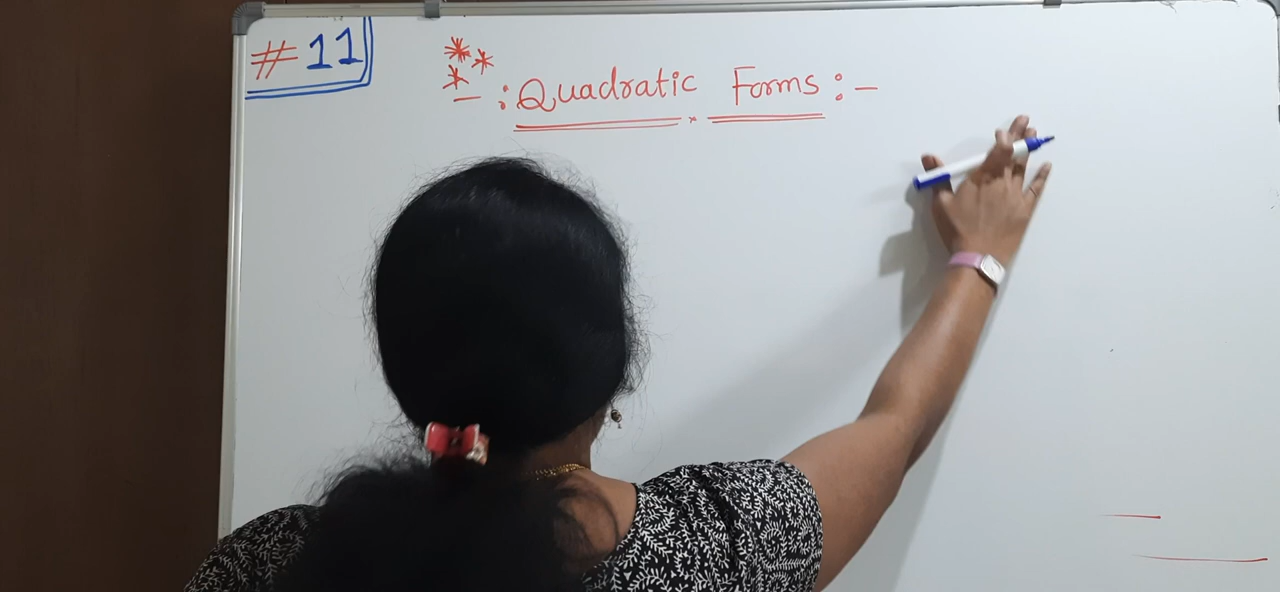 # 11
*** - : Quadratic Forms : -